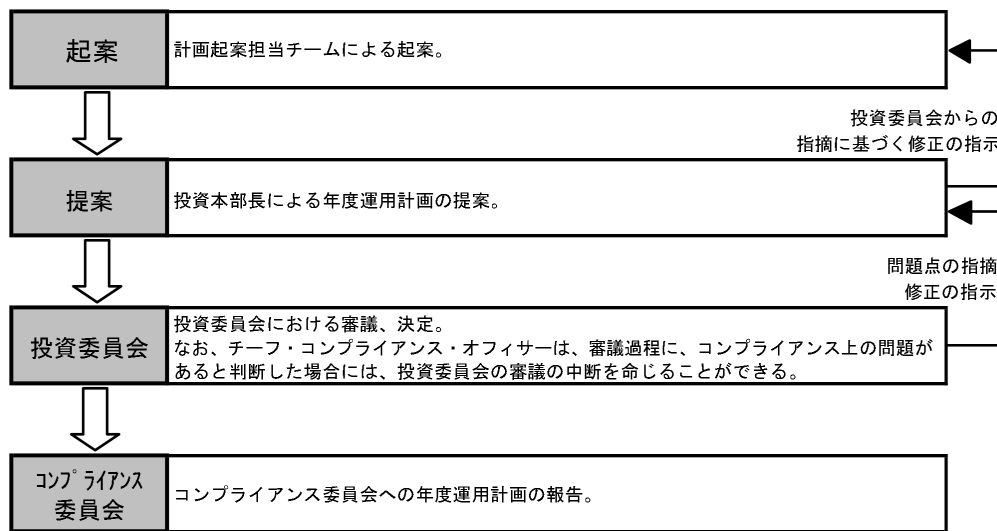 起案
計画起案担当チームによる起案。
投資委員会からの
指摘に基づく修正の指示
提案
投資本部長による年度運用計画の提案。
問題点の指摘
修正の指示
投資委員会
投資委員会における審議、決定。
なお、チーフ・コンプライアンス・オフィサーは、審議過程に、コンプライアンス上の問題が
あると判断した場合には、投資委員会の審議の中断を命じることができる。
ｺﾝﾌﾟﾗｲｱﾝｽ
委員会
コンプライアンス委員会への年度運用計画の報告。